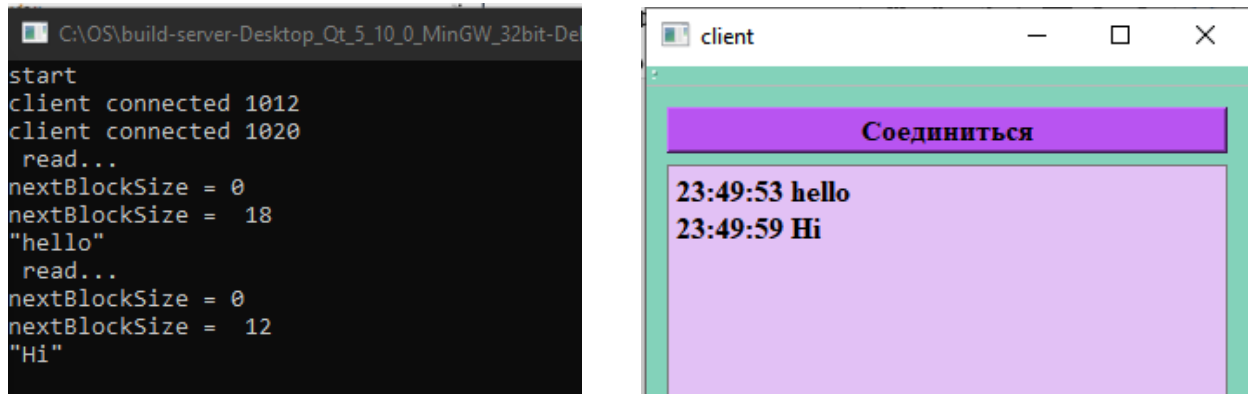 C:\OS\build-server-Desktop_Qt_5_10_0_MinGW_32bit-Del
start
client connected 1012
client connected 1020
read...
nextBlockSize = 0
nextBlockSize =  18
"hello"
read...
nextBlockSize = 0
nextBlockSize =  12
"Hi"
client
Соединиться
23:49:53 hello
23:49:59 Hi